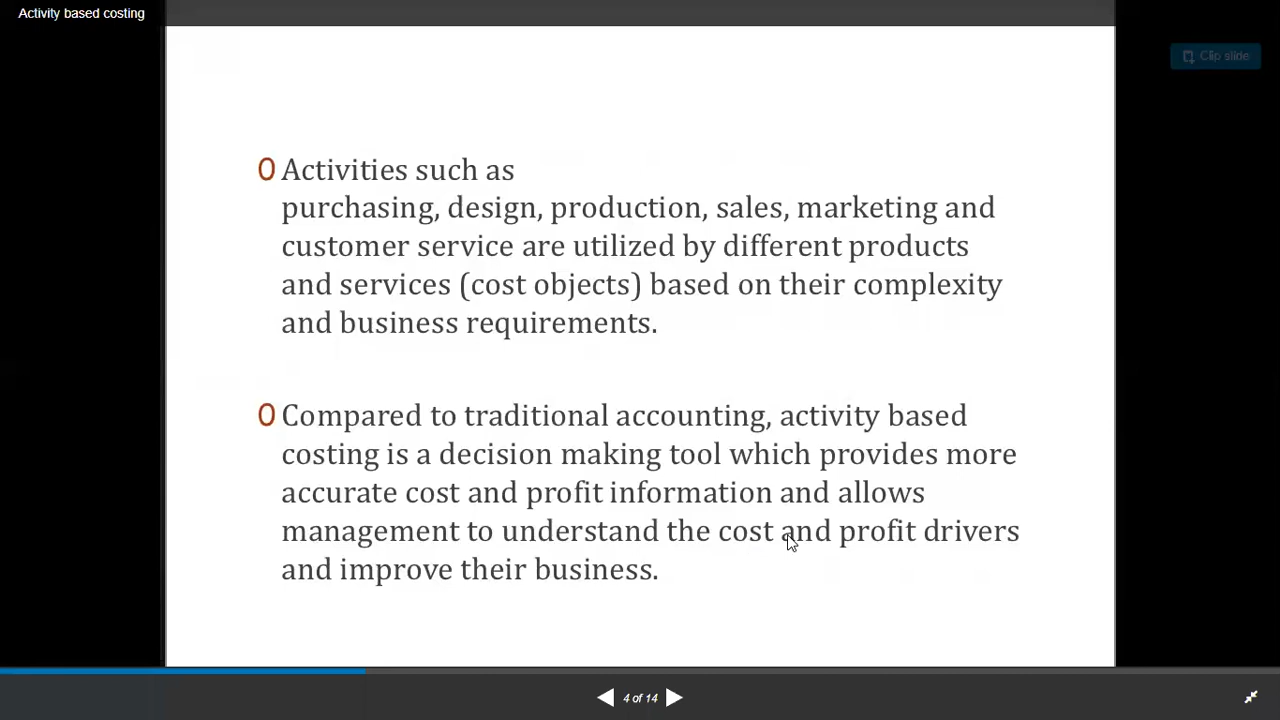 Activity based costing
Clip slide
O Activities such as
purchasing, design, production, sales, marketing and
customer service are utilized by different products
and services (cost objects) based on their complexity
and business requirements.
O Compared to traditional accounting, activity based
costing is a decision making tool which provides more
accurate cost and profit information and allows
management to understand the cost and profit drivers
and improve their business.
4 of 14